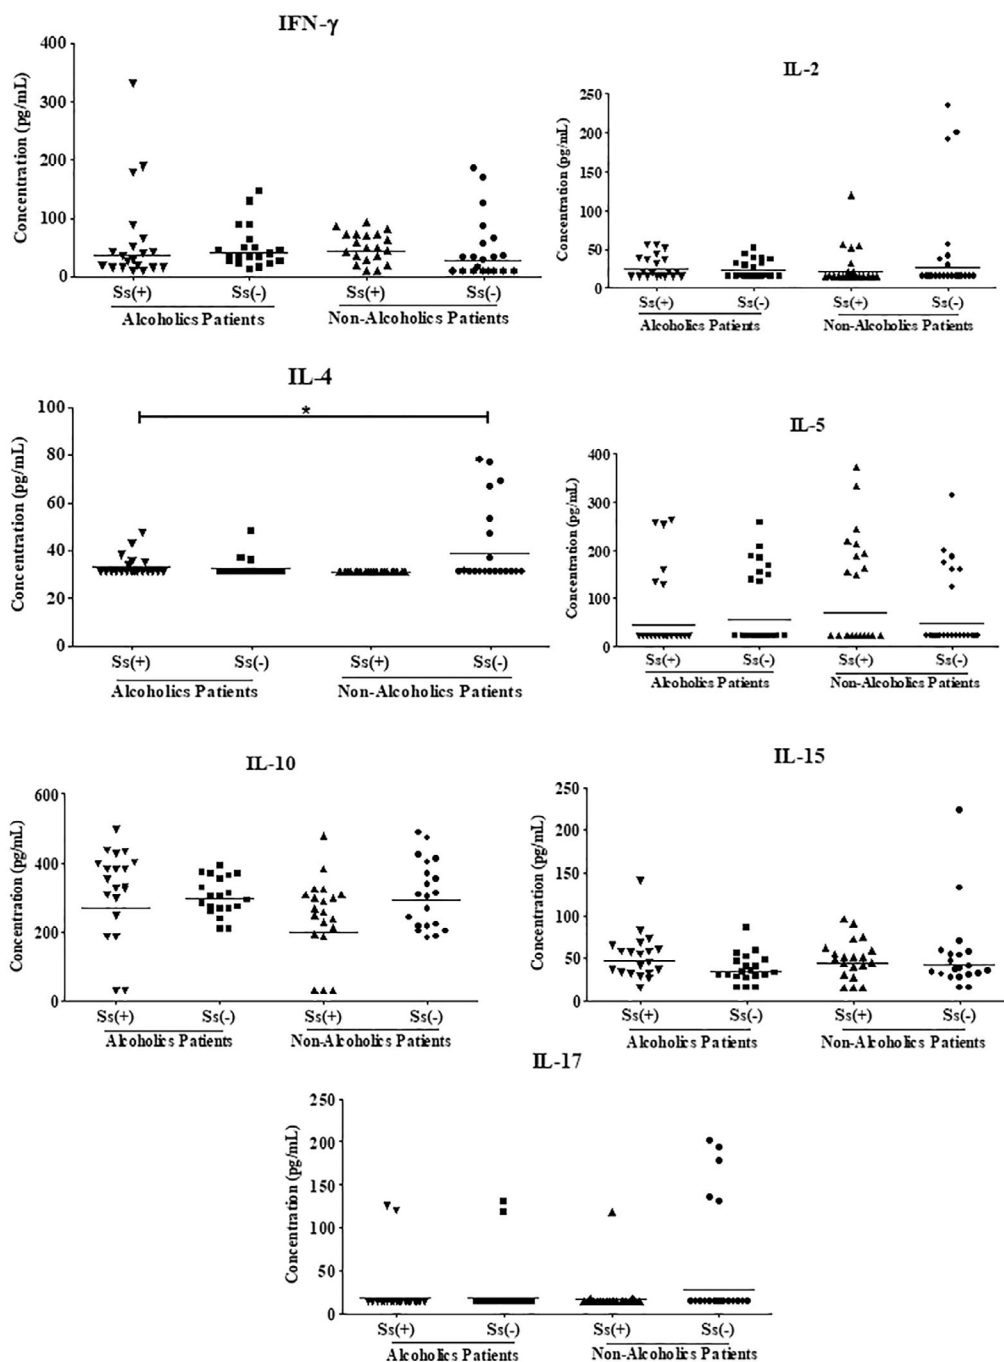 IFN-γ
Concentration (pg/mL)
400
300
200
100
0
Ss(+) Ss(-) Ss(+) Ss(-)
Alcoholics Patients Non-Alcoholics Patients
IL-2
Concentration (pg/mL)
250
200
150
100
50
0
Ss(+) Ss(-) Ss(+) Ss(-)
Alcoholics Patients Non-Alcoholics Patients
IL-4
Concentration (pg/mL)
100
80
60
40
20
0
*
Ss(+) Ss(-) Ss(+) Ss(-)
Alcoholics Patients Non-Alcoholics Patients
IL-5
Concentration (pg/mL)
400
300
200
100
0
Ss(+) Ss(-) Ss(+) Ss(-)
Alcoholics Patients Non-Alcoholics Patients
IL-10
Concentration (pg/mL)
600
400
200
0
Ss(+) Ss(-) Ss(+) Ss(-)
Alcoholics Patients Non-Alcoholics Patients
IL-15
Concentration (pg/mL)
250
200
150
100
50
0
Ss(+) Ss(-) Ss(+) Ss(-)
Alcoholics Patients Non-Alcoholics Patients
IL-17
Concentration (pg/mL)
250
200
150
100
50
0
Ss(+) Ss(-) Ss(+) Ss(-)
Alcoholics Patients Non-Alcoholics Patients